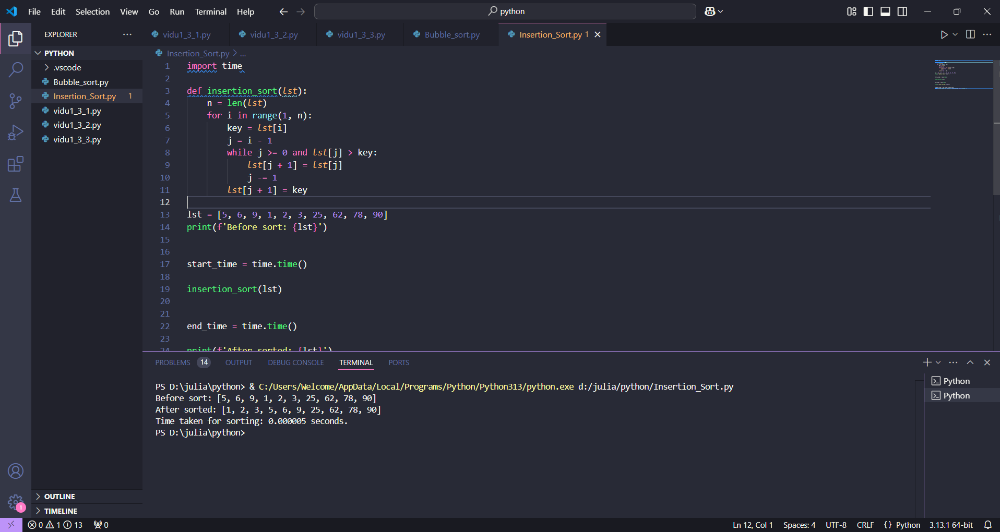 File Edit Selection View Go Run Terminal Help
python
EXPLORER
vidu1_3_1.py
vidu1_3_2.py
vidu1_3_3.py
Bubble_sort.py
Insertion_Sort.py 1
PYTHON
.vscode
Bubble_sort.py
Insertion_Sort.py 1
vidu1_3_1.py
vidu1_3_2.py
vidu1_3_3.py
Insertion_Sort.py > ...
1 import time
2
3 def insertion_sort(lst):
4     n = len(lst)
5     for i in range(1, n):
6         key = lst[i]
7         j = i - 1
8         while j >= 0 and lst[j] > key:
9             lst[j + 1] = lst[j]
10             j -= 1
11         lst[j + 1] = key
12
13 lst = [5, 6, 9, 1, 2, 3, 25, 62, 78, 90]
14 print(f'Before sort: {lst}')
15
16
17 start_time = time.time()
18
19 insertion_sort(lst)
20
21
22 end_time = time.time()
23
24 print(f'After sorted: {lst}')
PROBLEMS 14 OUTPUT DEBUG CONSOLE TERMINAL PORTS
PS D:\julia\python> & C:/Users/Welcome/AppData/Local/Programs/Python/Python313/python.exe d:/julia/python/Insertion_Sort.py
Before sort: [5, 6, 9, 1, 2, 3, 25, 62, 78, 90]
After sorted: [1, 2, 3, 5, 6, 9, 25, 62, 78, 90]
Time taken for sorting: 0.000005 seconds.
PS D:\julia\python>
Python
Python
OUTLINE
TIMELINE
1
0 1 13 0
Ln 12, Col 1 Spaces: 4 UTF-8 CRLF {} Python 3.13.1 64-bit